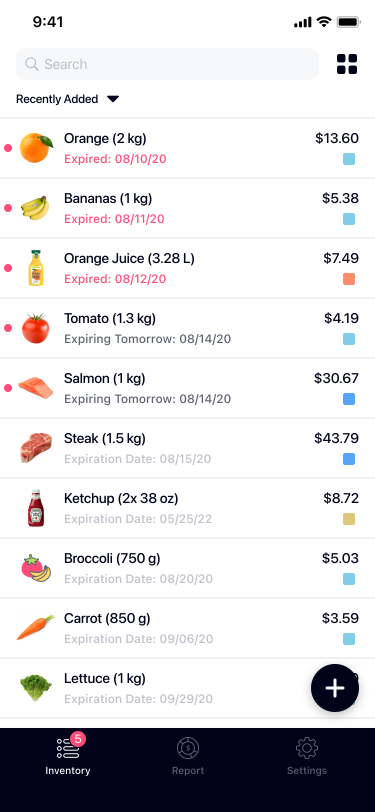 9:41
Search
Recently Added
Orange (2 kg)
$13.60
Expired: 08/10/20
Bananas (1 kg)
$5.38
Expired: 08/11/20
Orange Juice (3.28 L)
$7.49
Expired: 08/12/20
Tomato (1.3 kg)
$4.19
Expiring Tomorrow: 08/14/20
Salmon (1 kg)
$30.67
Expiring Tomorrow: 08/14/20
Steak (1.5 kg)
$43.79
Expiration Date: 08/15/20
Ketchup (2x 38 oz)
$8.72
Expiration Date: 05/25/22
Broccoli (750 g)
$5.03
Expiration Date: 08/20/20
Carrot (850 g)
$3.59
Expiration Date: 09/06/20
Lettuce (1 kg)
Expiration Date: 09/29/20
5
Inventory
Report
Settings